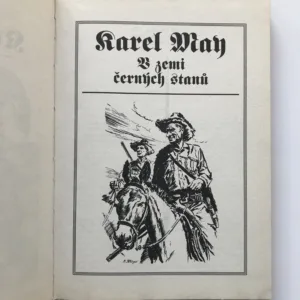 Karel May
V zemi
černých stanů